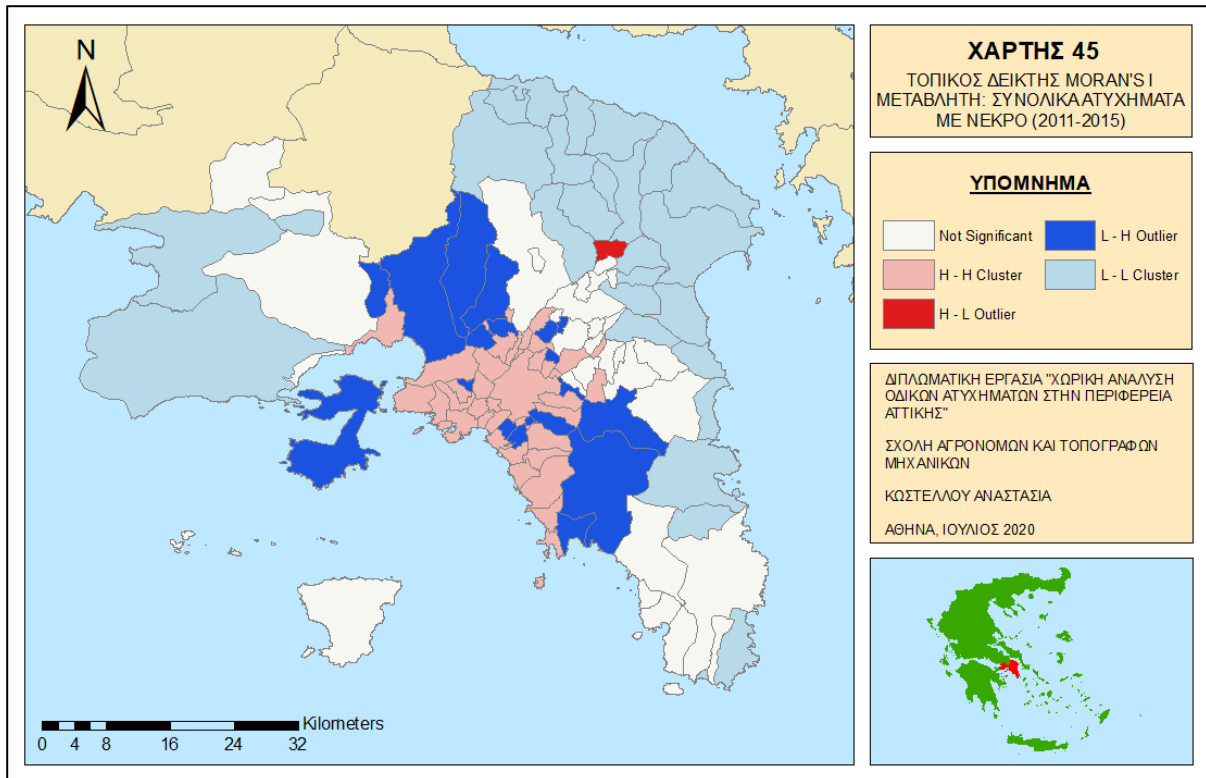 N
Kilometers
0 4 8 16 24 32
ΧΑΡΤΗΣ 45
ΤΟΠΙΚΟΣ ΔΕΙΚΤΗΣ MORAN'S I
ΜΕΤΑΒΛΗΤΗ: ΣΥΝΟΛΙΚΑ ΑΤΥΧΗΜΑΤΑ
ΜΕ ΝΕΚΡΟ (2011-2015)
ΥΠΟΜΝΗΜΑ
Not Significant
L - H Outlier
H - H Cluster
L - L Cluster
H - L Outlier
ΔΙΠΛΩΜΑΤΙΚΗ ΕΡΓΑΣΙΑ "ΧΩΡΙΚΗ ΑΝΑΛΥΣΗ
ΟΔΙΚΩΝ ΑΤΥΧΗΜΑΤΩΝ ΣΤΗΝ ΠΕΡΙΦΕΡΕΙΑ
ΑΤΤΙΚΗΣ"
ΣΧΟΛΗ ΑΓΡΟΝΟΜΩΝ ΚΑΙ ΤΟΠΟΓΡΑΦΩΝ
ΜΗΧΑΝΙΚΩΝ
ΚΩΣΤΕΛΛΟΥ ΑΝΑΣΤΑΣΙΑ
ΑΘΗΝΑ, ΙΟΥΛΙΟΣ 2020